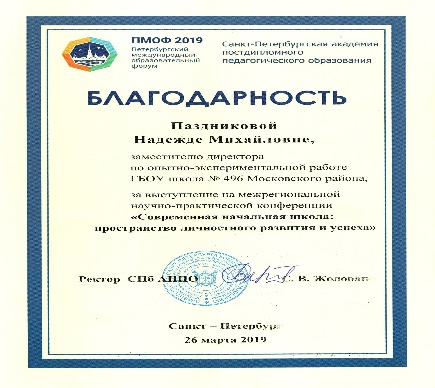 ПМОФ 2019
Петербургский
международный
образовательный
форум
Санкт-Петербургская академия
постдипломного
педагогического образования
БЛАГОДАРНОСТЬ
Паздниковой
Надежде Михайловне,
заместителю директора
по опытно-экспериментальной работе
ГБОУ школа № 496 Московского района,
за выступление на межрегиональной
научно-практической конференции
«Современная начальная школа:
пространство личностного развития и успеха»
Ректор СПб АППО С. В. Жолован
Санкт – Петербург
26 марта 2019